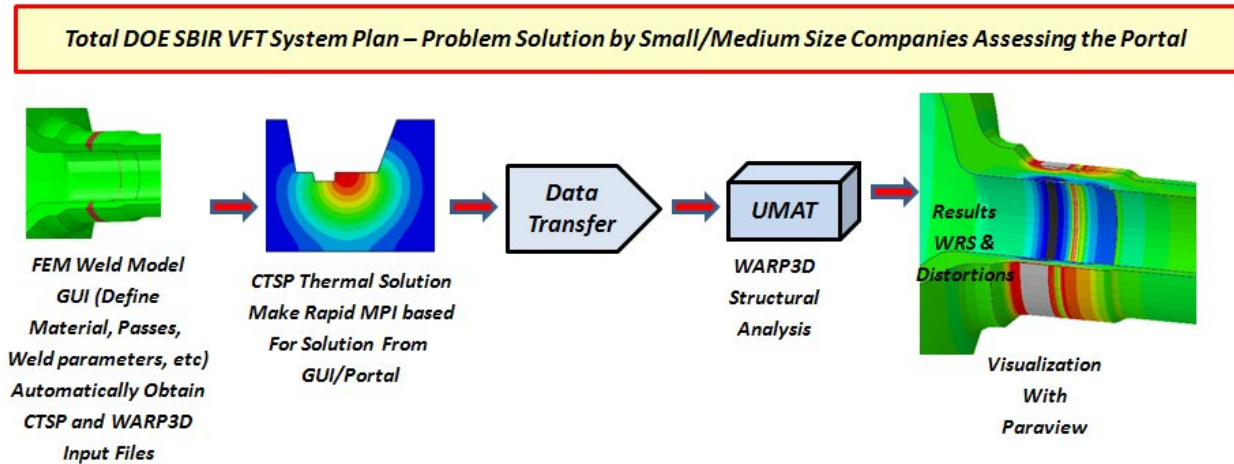 Total DOE SBIR VFT System Plan – Problem Solution by Small/Medium Size Companies Assessing the Portal
FEM Weld Model
GUI (Define
Material, Passes,
Weld parameters, etc)
Automatically Obtain
CTSP and WARP3D
Input Files
CTSP Thermal Solution
Make Rapid MPI based
For Solution From
GUI/Portal
Data
Transfer
UMAT
WARP3D
Structural
Analysis
Results
WRS &
Distortions
Visualization
With
Paraview